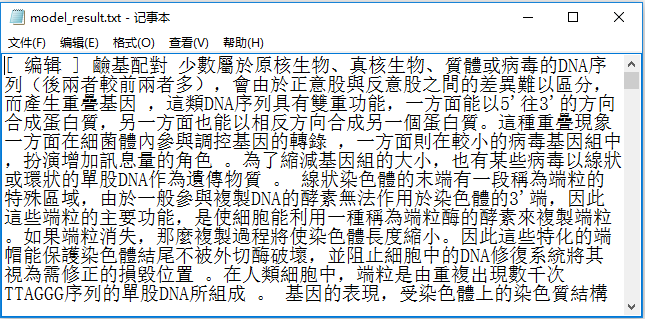 model_result.txt - 记事本
文件(F) 编辑(E) 格式(O) 查看(V) 帮助(H)
[ 编辑 ] 鹼基配對 少數屬於原核生物、真核生物、質體或病毒的DNA序
列（後兩者較前兩者多），會由於正意股與反意股之間的差異難以區分，
而產生重疊基因 ，這類DNA序列具有雙重功能，一方面能以5'往3'的方向
合成蛋白質，另一方面也能以相反方向合成另一個蛋白質。這種重疊現象
一方面在細菌體內參與調控基因的轉錄 ，一方面則在較小的病毒基因組中
，扮演增加訊息量的角色 。為了縮減基因組的大小，也有某些病毒以線狀
或環狀的單股DNA作為遺傳物質 。 線狀染色體的末端有一段稱為端粒的
特殊區域，由於一般參與複製DNA的酵素無法作用於染色體的3'端，因此
這些端粒的主要功能，是使細胞能利用一種稱為端粒酶的酵素來複製端粒
。如果端粒消失，那麼複製過程將使染色體長度縮小。因此這些特化的端
帽能保護染色體結尾不被外切酶破壞，並阻止細胞中的DNA修復系統將其
視為需修正的損毀位置 。在人類細胞中，端粒是由重複出現數千次
TTAGGG序列的單股DNA所組成 。 基因的表現，受染色體上的染色質結構